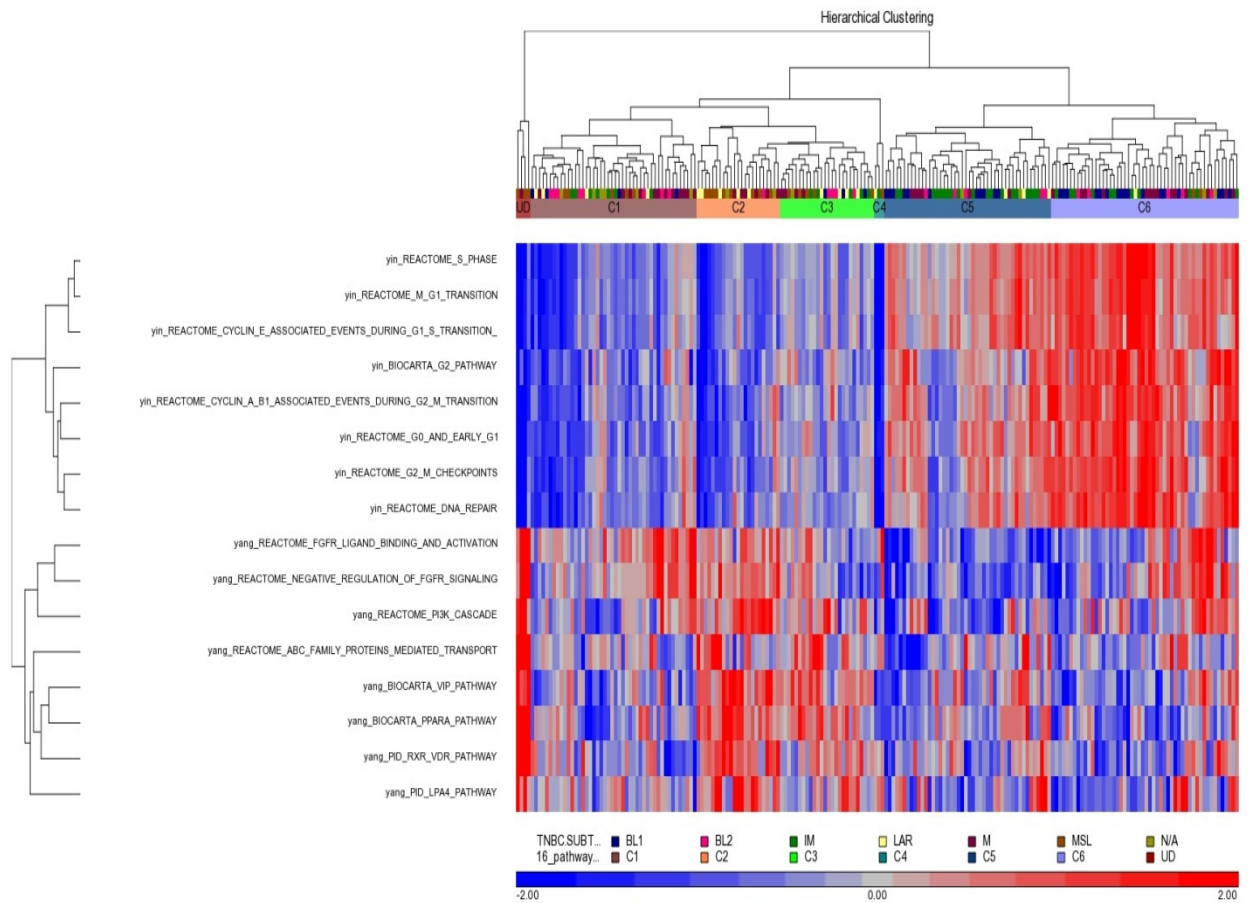 Hierarchical Clustering
UD C1 C2 C3 C4 C5 C6
yin_REACTOME_S_PHASE
yin_REACTOME_M_G1_TRANSITION
yin_REACTOME_CYCLIN_E_ASSOCIATED_EVENTS_DURING_G1_S_TRANSITION_
yin_BIOCARTA_G2_PATHWAY
yin_REACTOME_CYCLIN_A_B1_ASSOCIATED_EVENTS_DURING_G2_M_TRANSITION
yin_REACTOME_G0_AND_EARLY_G1
yin_REACTOME_G2_M_CHECKPOINTS
yin_REACTOME_DNA_REPAIR
yang_REACTOME_FGFR_LIGAND_BINDING_AND_ACTIVATION
yang_REACTOME_NEGATIVE_REGULATION_OF_FGFR_SIGNALING
yang_REACTOME_PI3K_CASCADE
yang_REACTOME_ABC_FAMILY_PROTEINS_MEDIATED_TRANSPORT
yang_BIOCARTA_VIP_PATHWAY
yang_BIOCARTA_PPARA_PATHWAY
yang_PID_RXR_VDR_PATHWAY
yang_PID_LPA4_PATHWAY
TNBC.SUBT... BL1 BL2 IM LAR M MSL N/A
16_pathway... C1 C2 C3 C4 C5 C6 UD
-2.00 0.00 2.00